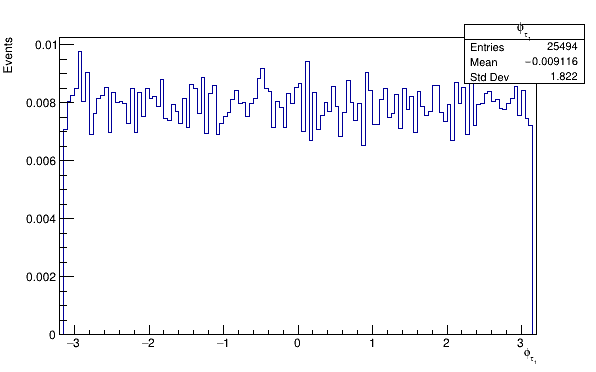 ϕτ₁
Entries 25494
Mean −0.009116
Std Dev 1.822
Events
0.01
0.008
0.006
0.004
0.002
0
−3 −2 −1 0 1 2 3
ϕτ₁